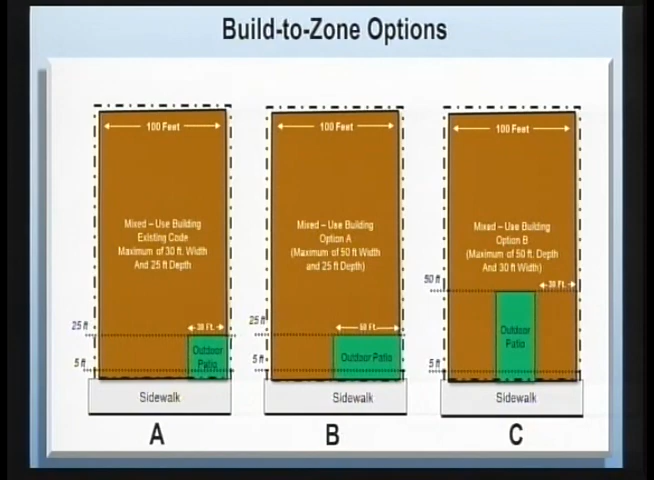 Build-to-Zone Options
100 Feet
Mixed – Use Building
Existing Code
Maximum of 30 ft. Width
And 25 ft Depth
30 Ft.
25 ft
5 ft
Outdoor
Patio
Sidewalk
A
100 Feet
Mixed – Use Building
Option A
(Maximum of 50 ft Width
and 25 ft Depth)
50 Ft.
25 ft
5 ft
Outdoor Patio
Sidewalk
B
100 Feet
Mixed – Use Building
Option B
(Maximum of 50 ft. Depth
And 30 ft Width)
30 Ft.
50 ft
5 ft
Outdoor
Patio
Sidewalk
C